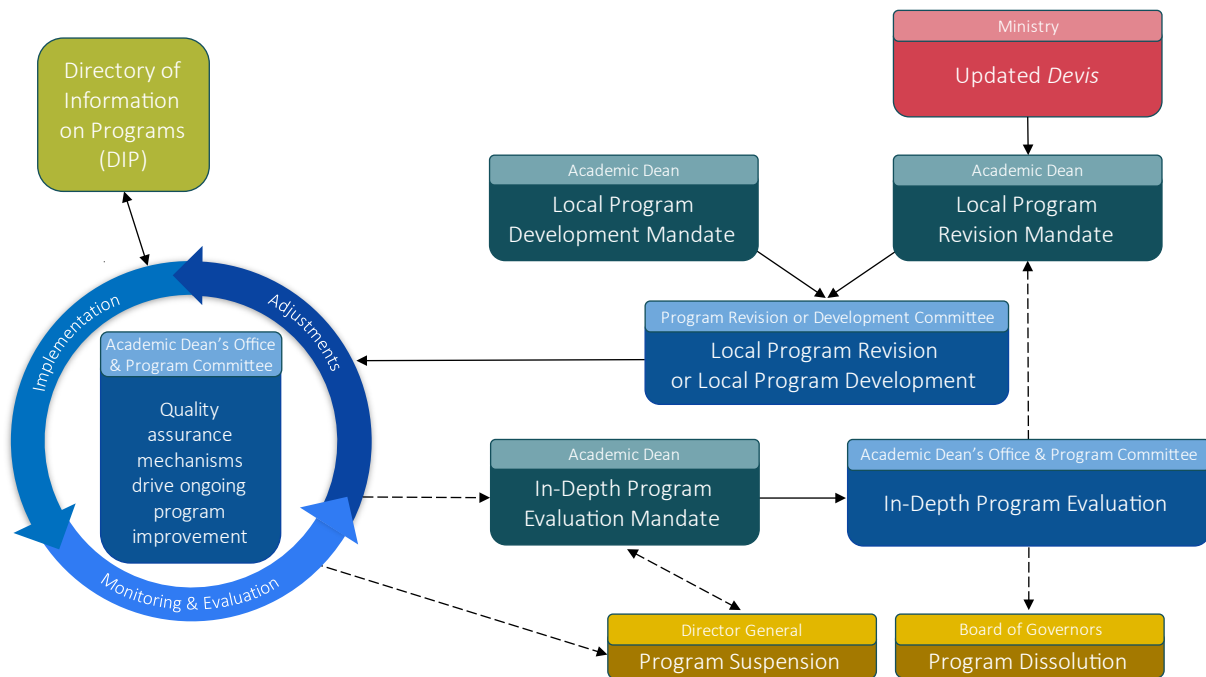 Directory of
Information
on Programs
(DIP)
Ministry
Updated Devis
Academic Dean
Local Program
Development Mandate
Academic Dean
Local Program
Revision Mandate
Program Revision or Development Committee
Local Program Revision
or Local Program Development
Implementation
Adjustments
Monitoring & Evaluation
Academic Dean's Office
& Program Committee
Quality
assurance
mechanisms
drive ongoing
program
improvement
Academic Dean
In-Depth Program
Evaluation Mandate
Academic Dean's Office & Program Committee
In-Depth Program Evaluation
Director General
Program Suspension
Board of Governors
Program Dissolution